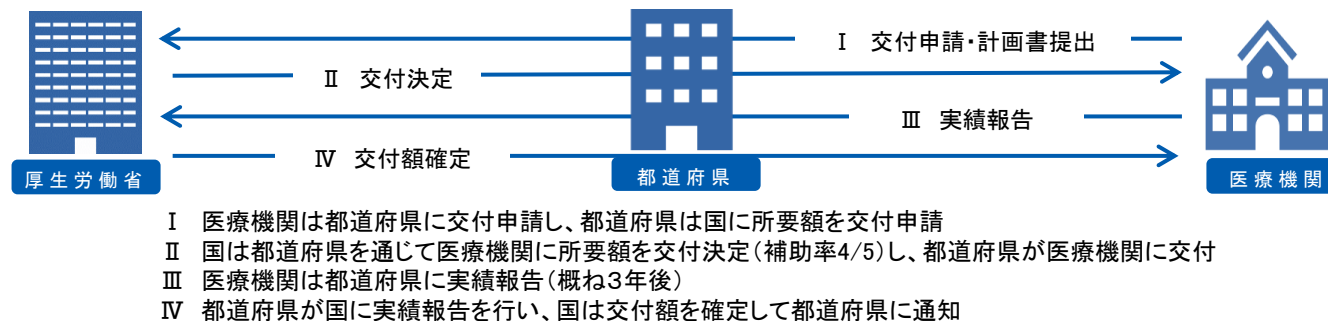 Ⅰ 交付申請・計画書提出
Ⅱ 交付決定
Ⅲ 実績報告
Ⅳ 交付額確定
厚生労働省
都道府県
医療機関
Ⅰ 医療機関は都道府県に交付申請し、都道府県は国に所要額を交付申請
Ⅱ 国は都道府県を通じて医療機関に所要額を交付決定（補助率4/5）し、都道府県が医療機関に交付
Ⅲ 医療機関は都道府県に実績報告（概ね３年後）
Ⅳ 都道府県が国に実績報告を行い、国は交付額を確定して都道府県に通知